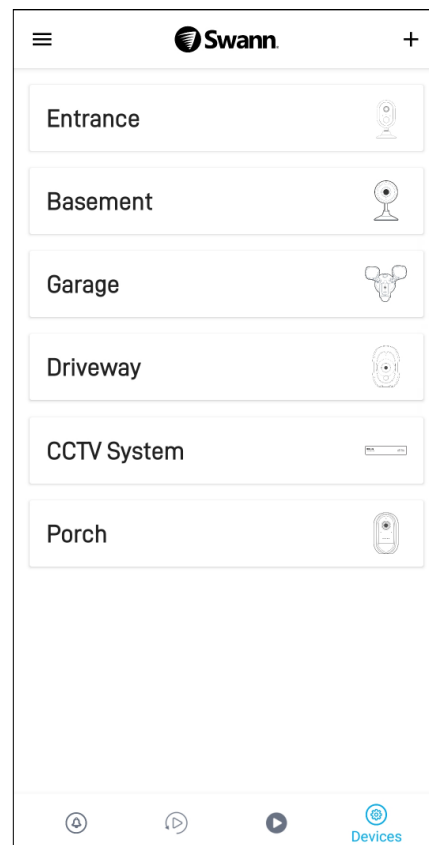 Swann
Entrance
Basement
Garage
Driveway
CCTV System
Porch
Devices